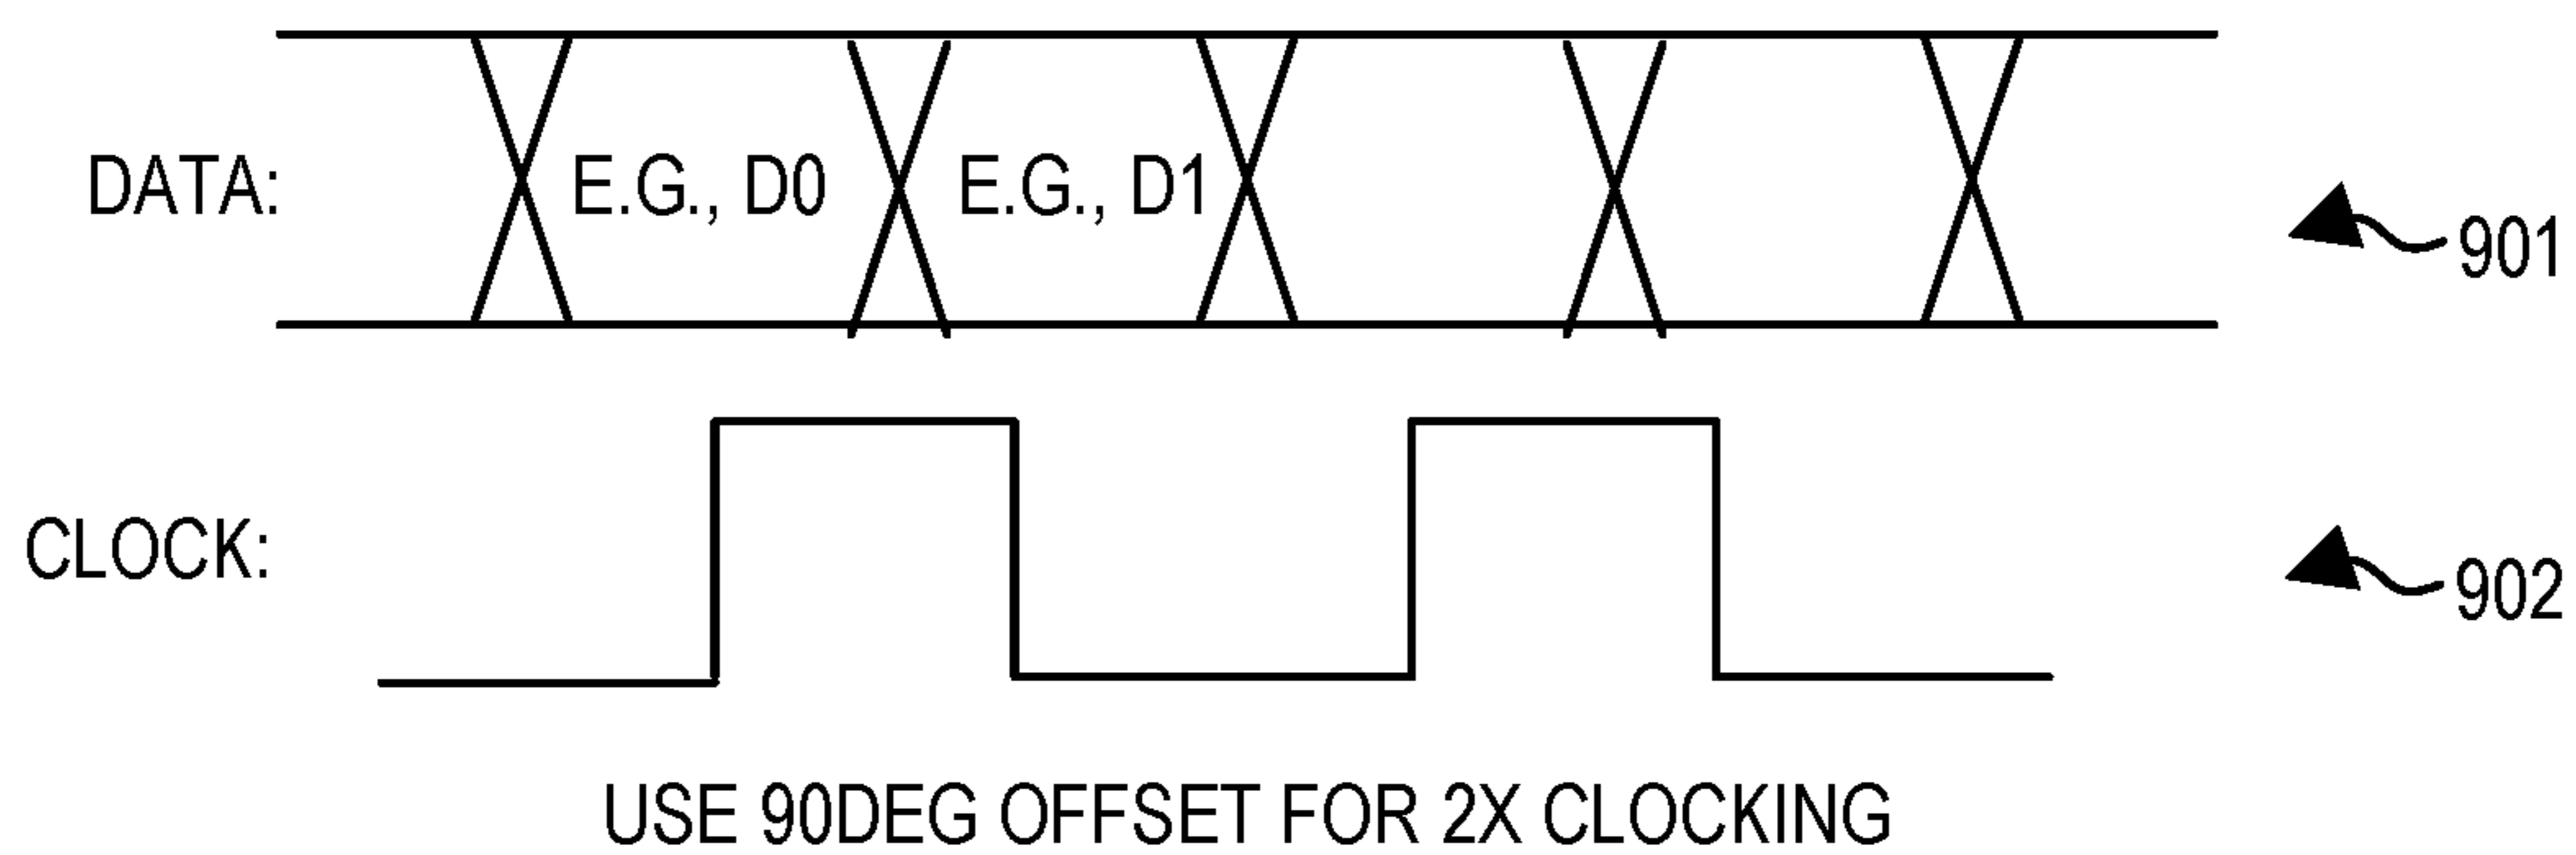 DATA:
E.G., D0
E.G., D1
901
CLOCK:
902
USE 90DEG OFFSET FOR 2X CLOCKING